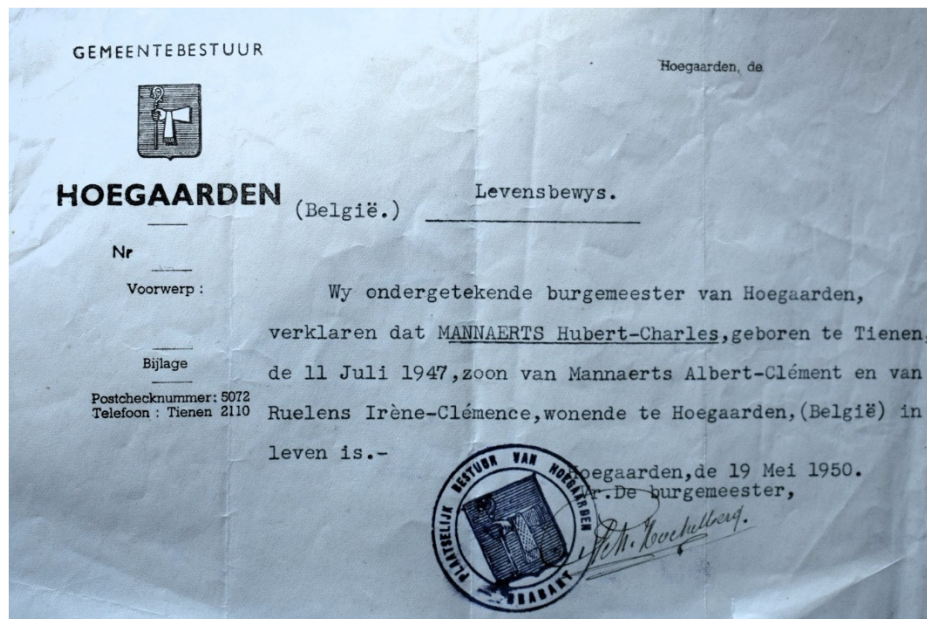 GEMEENTEBESTUUR
Hoegaarden, de
HOEGAARDEN
(België.)
Levensbewys.
Nr
Voorwerp :
Bijlage
Postchecknummer: 5072
Telefoon : Tienen 2110
Wy ondergetekende burgemeester van Hoegaarden,
verklaren dat MANNAERTS Hubert-Charles,geboren te Tienen,
de 11 Juli 1947,zoon van Mannaerts Albert-Clément en van
Ruelens Irène-Clémence,wonende te Hoegaarden,(België) in
leven is.-
Hoegaarden,de 19 Mei 1950.
De burgemeester,
PLAATSELIJK BESTUUR VAN HOEGAARDEN
BRABANT